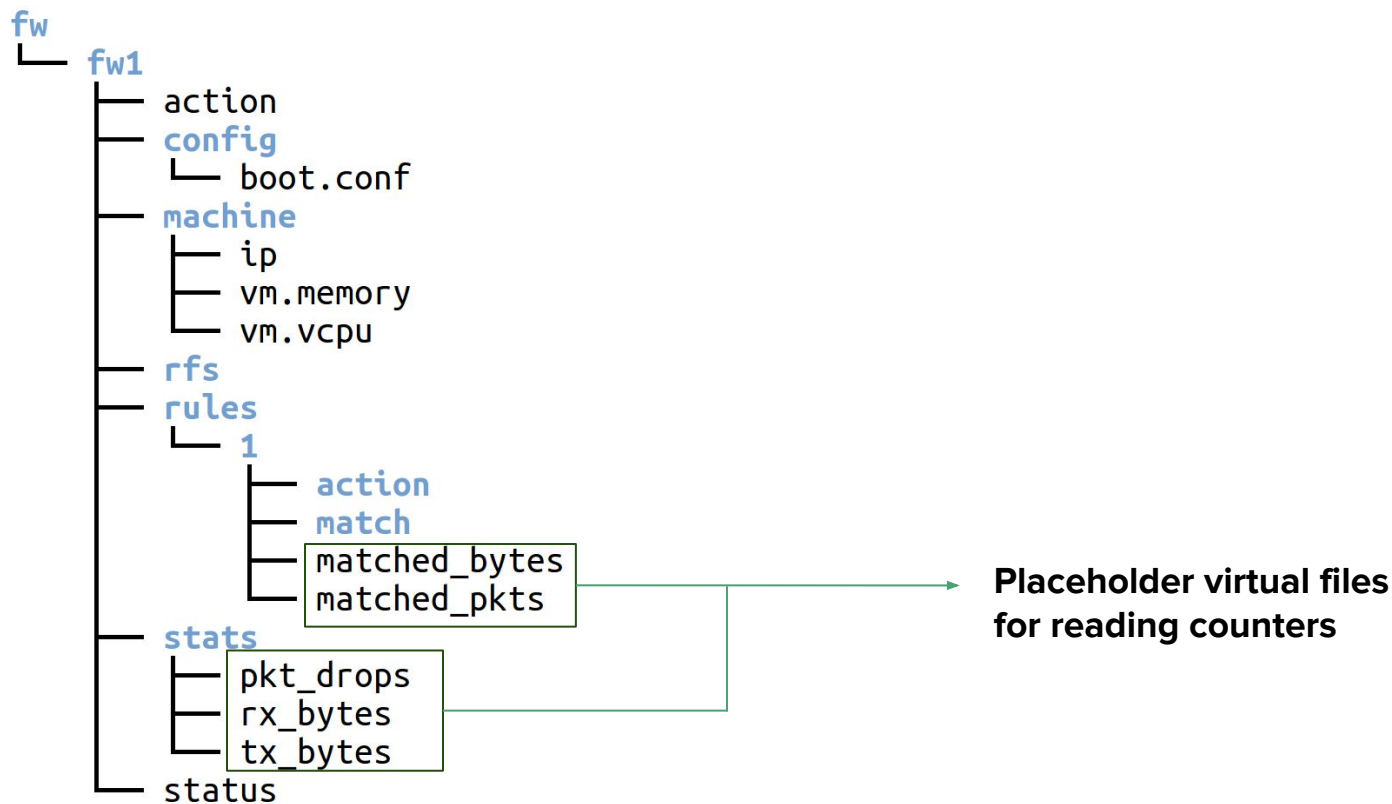 fw
fw1
action
config
boot.conf
machine
ip
vm.memory
vm.vcpu
rfs
rules
1
action
match
matched_bytes
matched_pkts
Placeholder virtual files
for reading counters
stats
pkt_drops
rx_bytes
tx_bytes
status